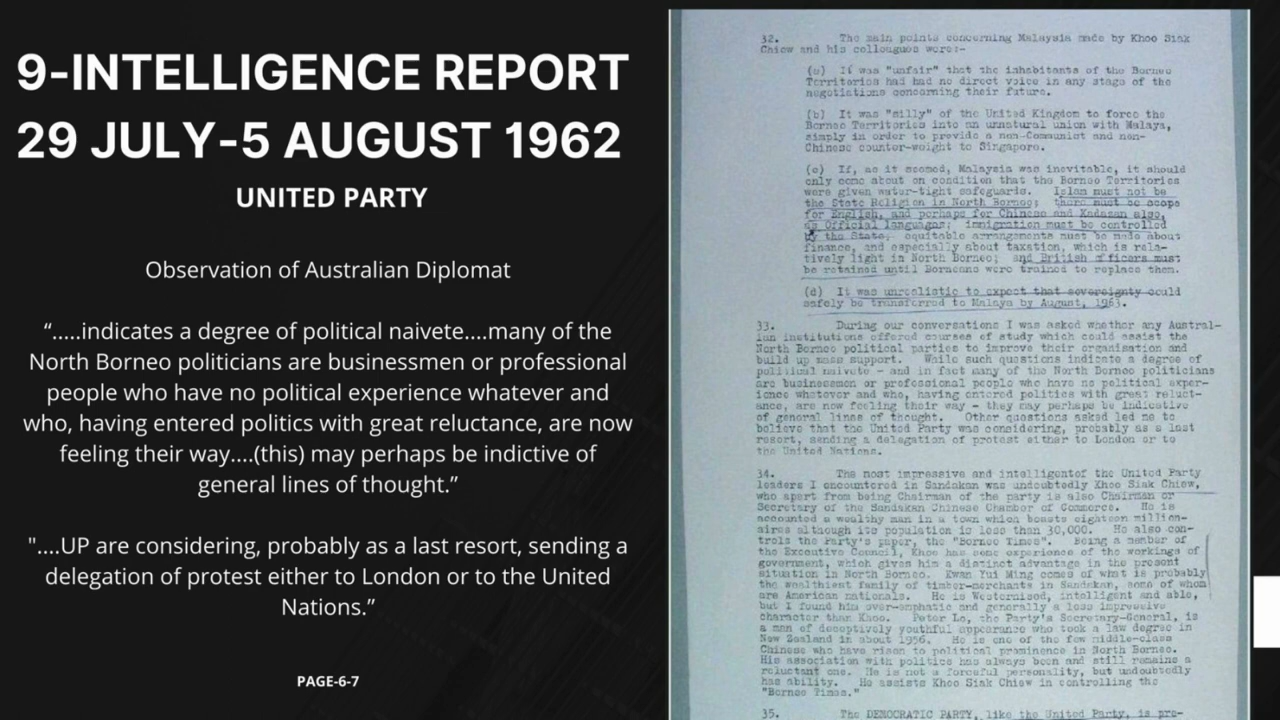 9-INTELLIGENCE REPORT
29 JULY-5 AUGUST 1962
UNITED PARTY
Observation of Australian Diplomat
“.....indicates a degree of political naivete....many of the
North Borneo politicians are businessmen or professional
people who have no political experience whatever and
who, having entered politics with great reluctance, are now
feeling their way....(this) may perhaps be indictive of
general lines of thought.”
"....UP are considering, probably as a last resort, sending a
delegation of protest either to London or to the United
Nations.”
PAGE-6-7
32. The main points concerning Malaysia made by Khoo Siak
Chiew and his colleagues were:-
(a) It was "unfair" that the inhabitants of the Borneo
Territories had had no direct voice in any stage of the
negotiations concerning their future.
(b) It was "silly" of the United Kingdom to force the
Borneo Territories into an unnatural union with Malaya,
simply in order to provide a non-Communist and non-
Chinese counter-weight to Singapore.
(c) If, as it seemed, Malaysia was inevitable, it should
only come about on condition that the Borneo Territories
were given water-tight safeguards. Islam must not be
the State Religion in North Borneo; there must be scope
for English, and perhaps for Chinese and Kadazan also,
as Official languages; immigration must be controlled
by the State; equitable arrangements must be made about
finance, and especially about taxation, which is rela-
tively light in North Borneo; and British officers must
be retained until Borneans were trained to replace them.
(d) It was unrealistic to expect that sovereignty could
safely be transferred to Malaya by August, 1963.
33. During our conversations I was asked whether any Austral-
ian institutions offered courses of study which could assist the
North Borneo political parties to improve their organisation and
build up mass support. While such questions indicate a degree of
political naivete - and in fact many of the North Borneo politicians
are businessmen or professional people who have no political exper-
ience whatever and who, having entered politics with great reluct-
ance, are now feeling their way - they may perhaps be indicative
of general lines of thought. Other questions asked led me to
believe that the United Party was considering, probably as a last
resort, sending a delegation of protest either to London or to
the United Nations.
34. The most impressive and intelligentof the United Party
leaders I encountered in Sandakan was undoubtedly Khoo Siak Chiew,
who apart from being Chairman of the party is also Chairman or
Secretary of the Sandakan Chinese Chamber of Commerce. He is
accounted a wealthy man in a town which boasts eighteen million-
aires although its population is less than 30,000. He also con-
trols the Party's paper, the "Borneo Times". Being a member of
the Executive Council, Khoo has some experience of the workings of
government, which gives him a distinct advantage in the present
situation in North Borneo. Kwan Yui Ming comes of what is probably
the wealthiest family of timber-merchants in Sandakan, some of whom
are American nationals. He is Westernised, intelligent and able,
but I found him over-emphatic and generally a less impressive
character than Khoo. Peter Lo, the Party's Secretary-General, is
a man of deceptively youthful appearance who took a law degree in
New Zealand in about 1956. He is one of the few middle-class
Chinese who have risen to political prominence in North Borneo.
His association with politics has always been and still remains a
reluctant one. He is not a forceful personality, but undoubtedly
has ability. He assists Khoo Siak Chiew in controlling the
"Borneo Times."
35. The DEMOCRATIC PARTY, like the United Party, is pre-